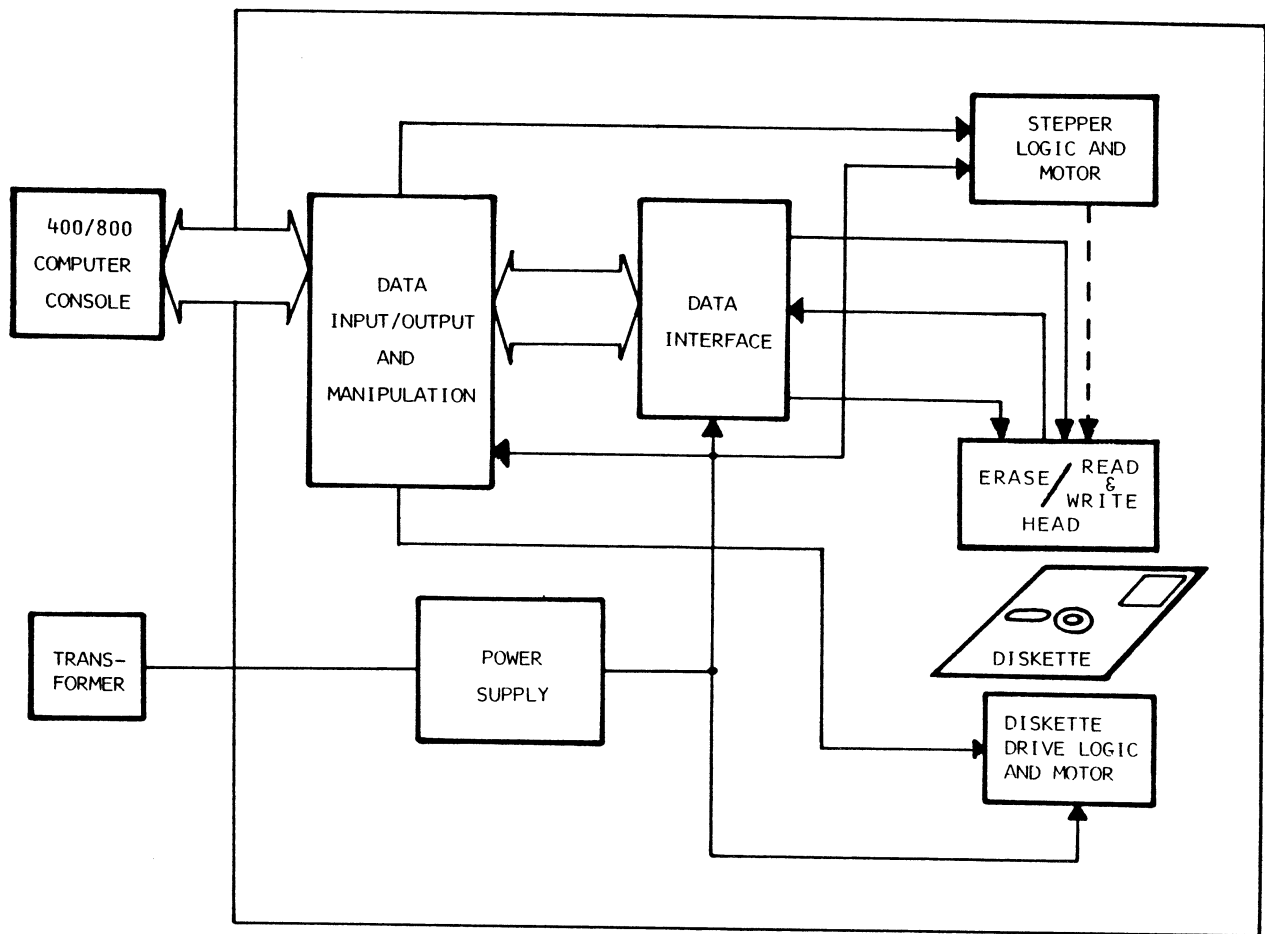 STEPPER
LOGIC AND
MOTOR
400/800
COMPUTER
CONSOLE
DATA
INPUT/OUTPUT
AND
MANIPULATION
DATA
INTERFACE
ERASE/READ
&
WRITE
HEAD
DISKETTE
TRANS-
FORMER
POWER
SUPPLY
DISKETTE
DRIVE LOGIC
AND MOTOR